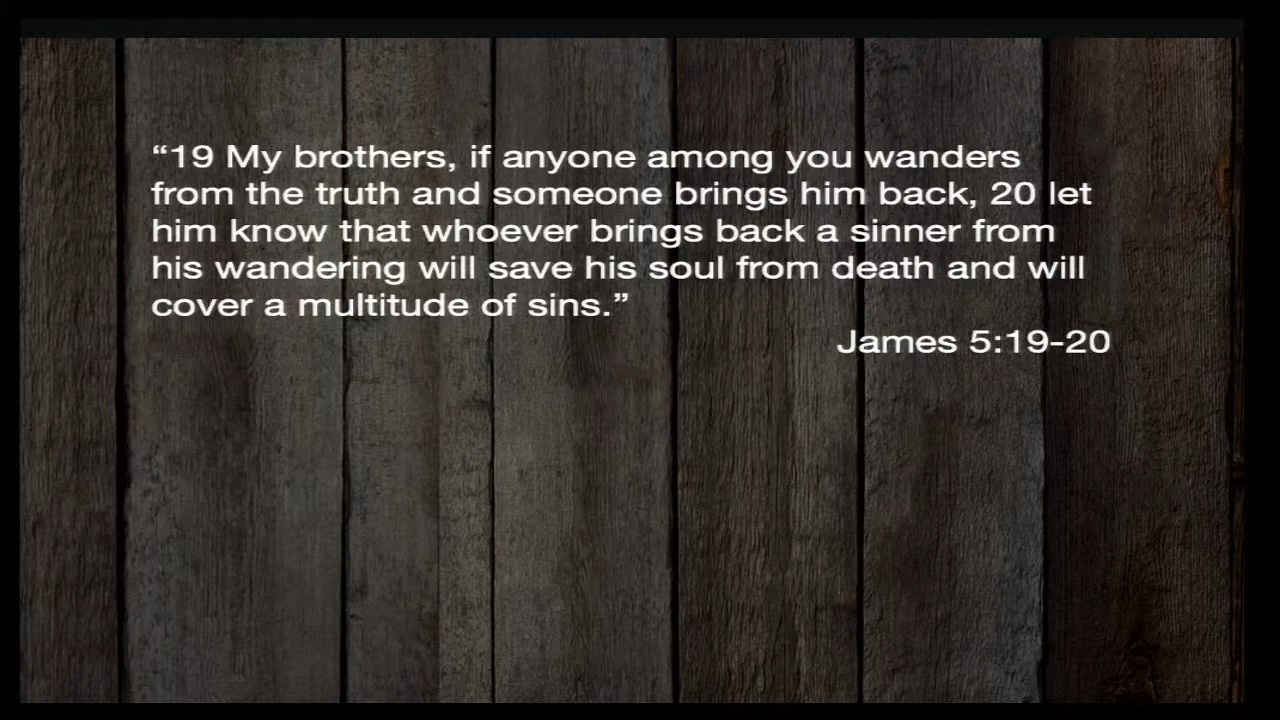 “19 My brothers, if anyone among you wanders
from the truth and someone brings him back, 20 let
him know that whoever brings back a sinner from
his wandering will save his soul from death and will
cover a multitude of sins.”
James 5:19-20